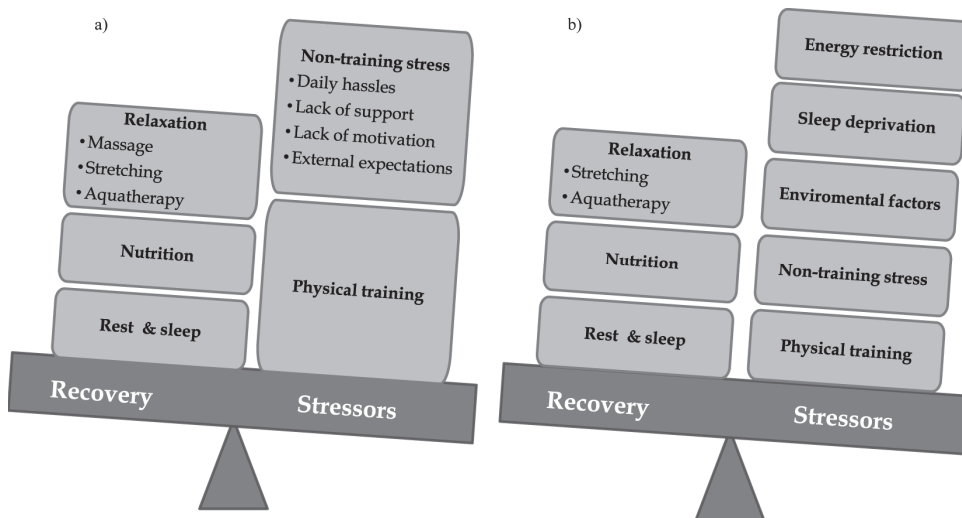 a)
Non-training stress
•Daily hassles
•Lack of support
•Lack of motivation
•External expectations
Relaxation
•Massage
•Stretching
•Aquatherapy
Nutrition
Rest & sleep
Physical training
Recovery
Stressors
b)
Energy restriction
Sleep deprivation
Enviromental factors
Non-training stress
Physical training
Relaxation
•Stretching
•Aquatherapy
Nutrition
Rest & sleep
Recovery
Stressors